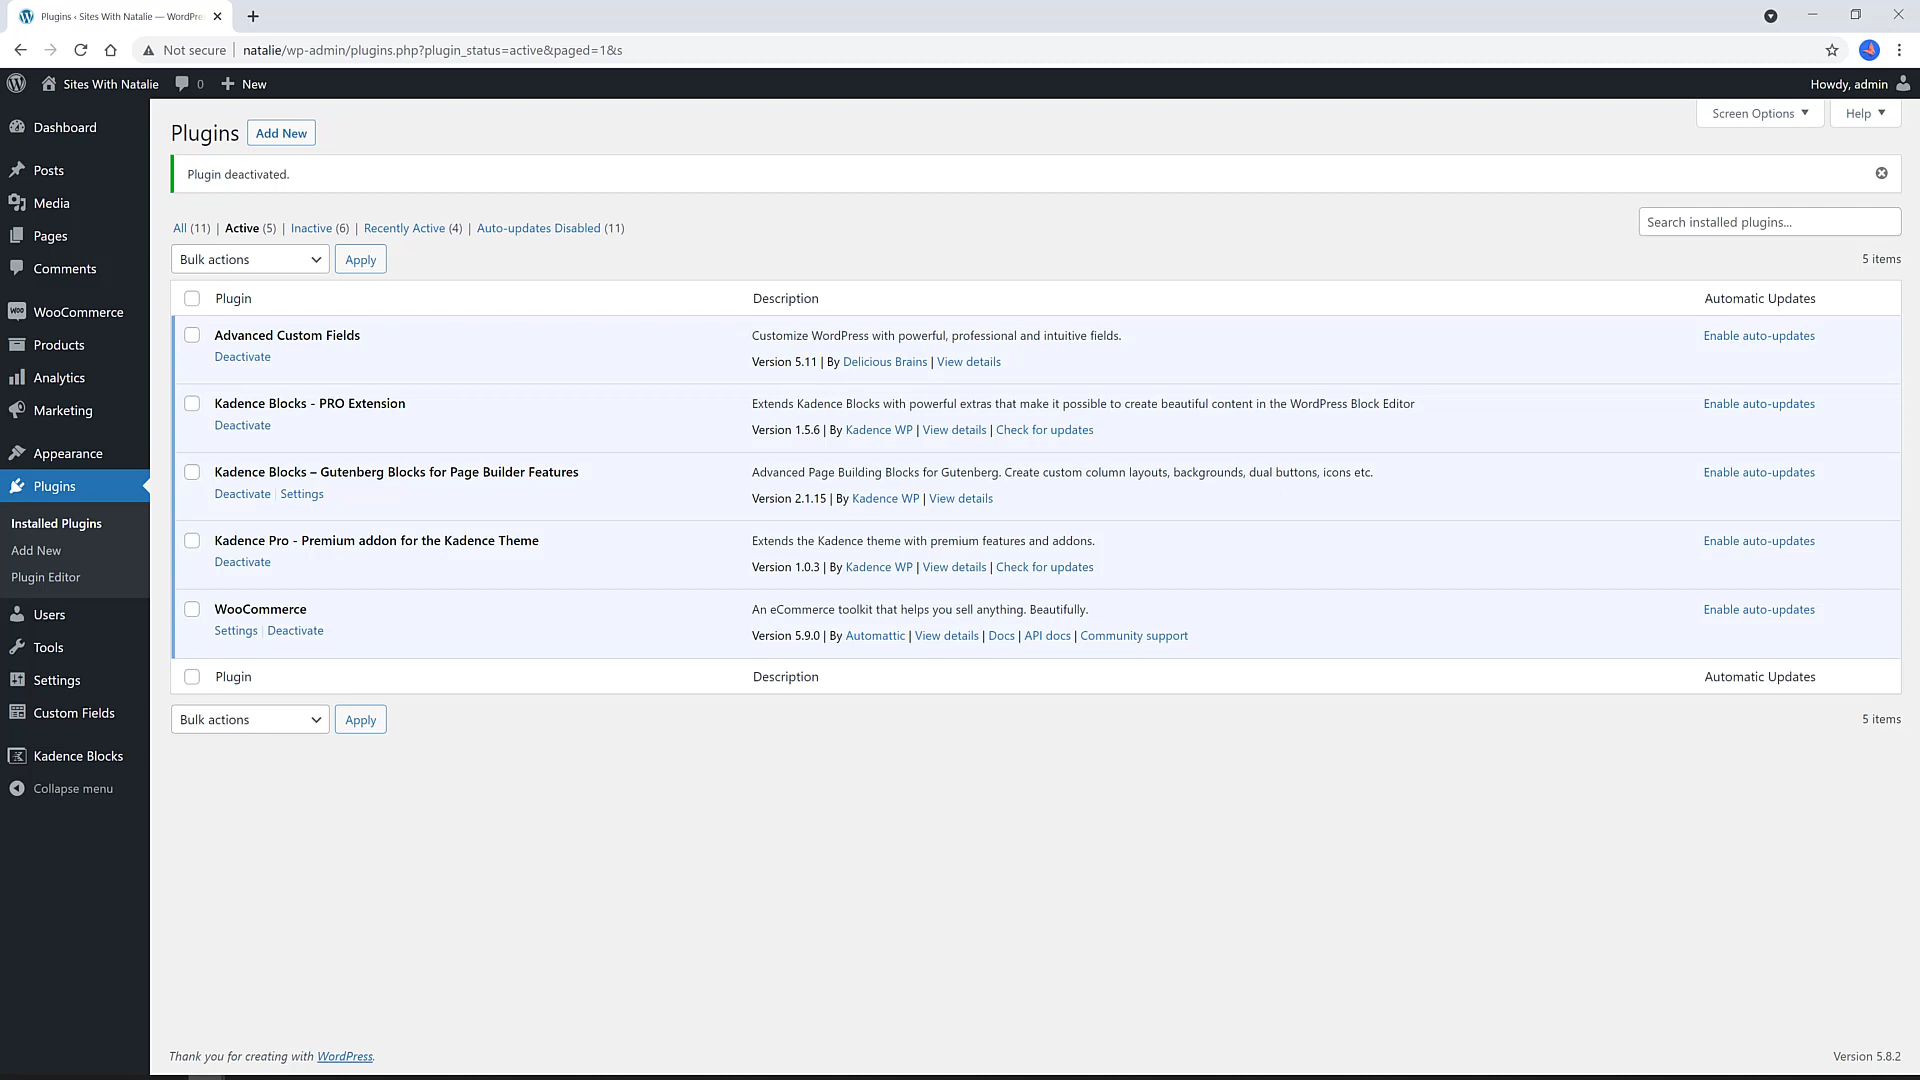 Plugins ‹ Sites With Natalie — WordPre
Not secure
natalie/wp-admin/plugins.php?plugin_status=active&paged=1&s
Sites With Natalie
0
New
Howdy, admin
Dashboard
Posts
Media
Pages
Comments
WooCommerce
Products
Analytics
Marketing
Appearance
Plugins
Installed Plugins
Add New
Plugin Editor
Users
Tools
Settings
Custom Fields
Kadence Blocks
Collapse menu
Screen Options
Help
Plugins
Add New
Plugin deactivated.
All (11) | Active (5) | Inactive (6) | Recently Active (4) | Auto-updates Disabled (11)
Search installed plugins...
Bulk actions
Apply
5 items
Plugin
Description
Automatic Updates
Advanced Custom Fields
Deactivate
Customize WordPress with powerful, professional and intuitive fields.
Version 5.11 | By Delicious Brains | View details
Enable auto-updates
Kadence Blocks - PRO Extension
Deactivate
Extends Kadence Blocks with powerful extras that make it possible to create beautiful content in the WordPress Block Editor
Version 1.5.6 | By Kadence WP | View details | Check for updates
Enable auto-updates
Kadence Blocks – Gutenberg Blocks for Page Builder Features
Deactivate | Settings
Advanced Page Building Blocks for Gutenberg. Create custom column layouts, backgrounds, dual buttons, icons etc.
Version 2.1.15 | By Kadence WP | View details
Enable auto-updates
Kadence Pro - Premium addon for the Kadence Theme
Deactivate
Extends the Kadence theme with premium features and addons.
Version 1.0.3 | By Kadence WP | View details | Check for updates
Enable auto-updates
WooCommerce
Settings | Deactivate
An eCommerce toolkit that helps you sell anything. Beautifully.
Version 5.9.0 | By Automattic | View details | Docs | API docs | Community support
Enable auto-updates
Plugin
Description
Automatic Updates
Bulk actions
Apply
5 items
Thank you for creating with WordPress.
Version 5.8.2